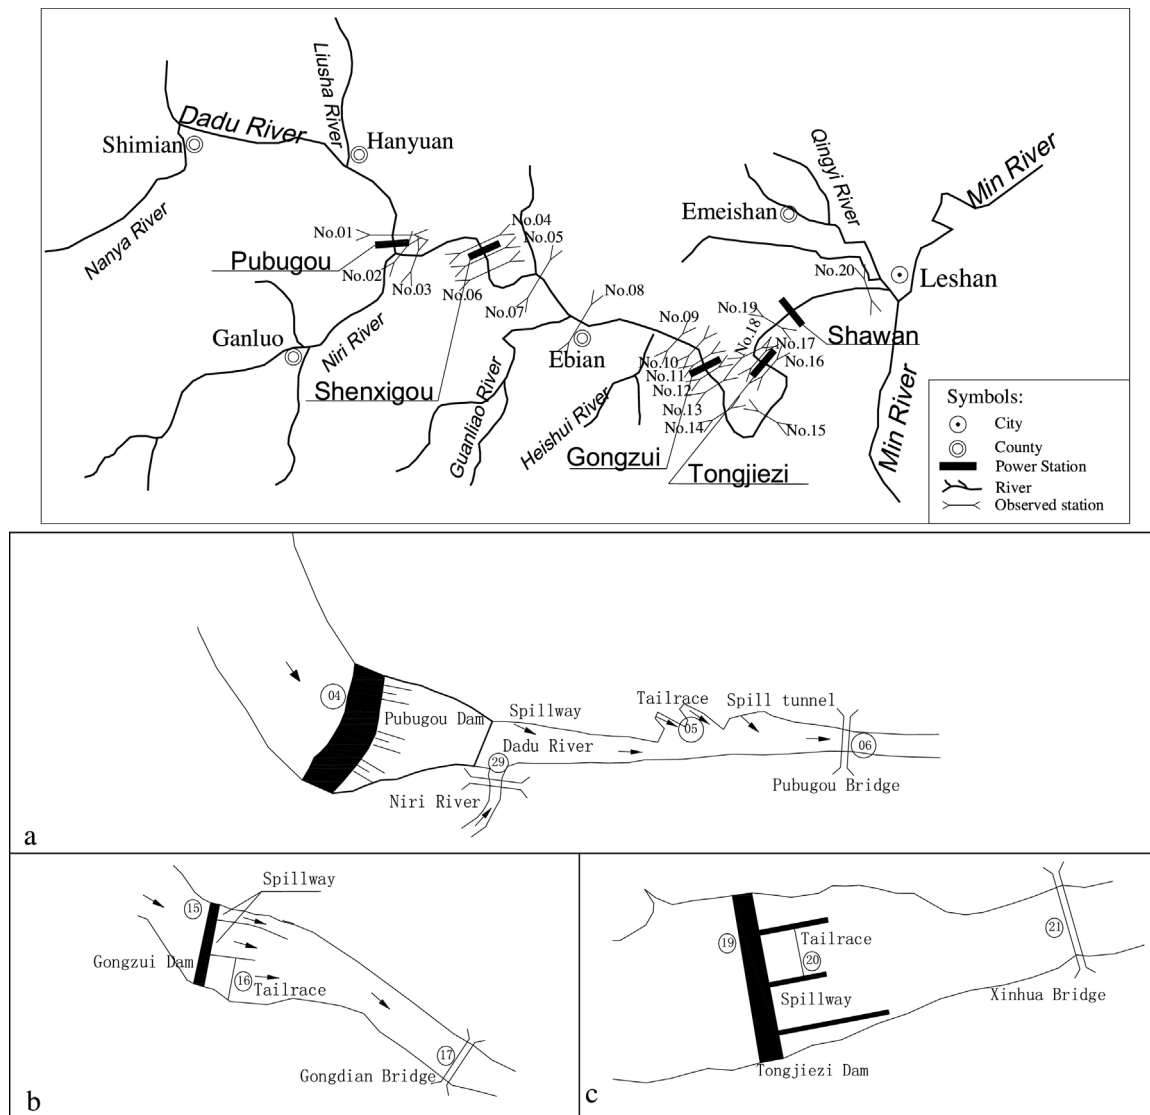 Liusha River
Dadu River
Shimian
Hanyuan
Nanya River
Qingyi River
Min River
Emeishan
No.01
No.04
No.05
Pubugou
No.02
No.03
No.06
No.07
No.08
No.20
Leshan
Ganluo
Niri River
Shenxigou
Guanliao River
Ebian
Heishui River
No.09
No.10
No.11
No.12
No.13
No.14
No.15
No.19
No.18
No.17
No.16
Shawan
Gongzui
Tongjiezi
Min River
Symbols:
City
County
Power Station
River
Observed station
04
Pubugou Dam
Spillway
Tailrace
Spill tunnel
05
Dadu River
06
29
Niri River
Pubugou Bridge
a
Spillway
15
Gongzui Dam
16
Tailrace
17
Gongdian Bridge
b
19
Tailrace
20
21
Spillway
Xinhua Bridge
Tongjiezi Dam
c